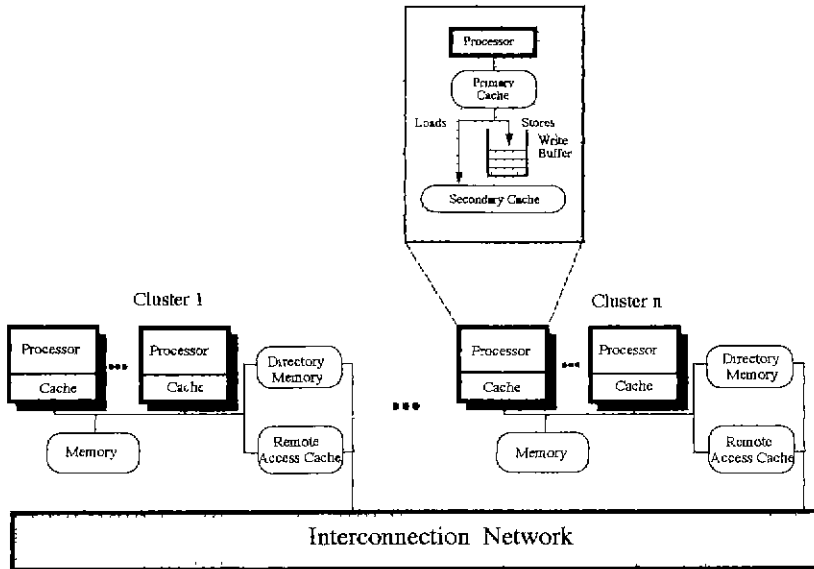 Processor
Primary
Cache
Loads
Stores
Write
Buffer
Secondary Cache
Cluster 1
Cluster n
Processor
Cache
•••
Processor
Cache
Directory
Memory
Memory
Remote
Access Cache
•••
Processor
Cache
•••
Processor
Cache
Directory
Memory
Memory
Remote
Access Cache
Interconnection Network